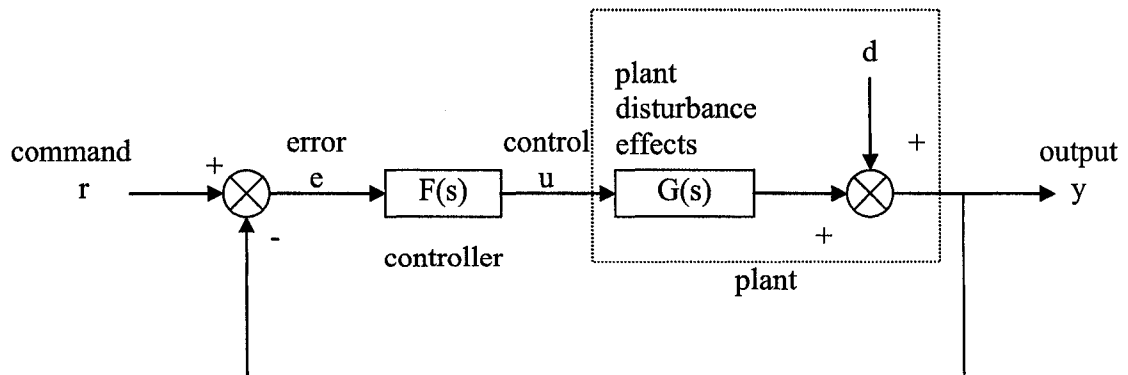 d
plant
disturbance
effects
+
command
r
+
error
e
control
u
output
y
F(s)
G(s)
-
+
controller
plant